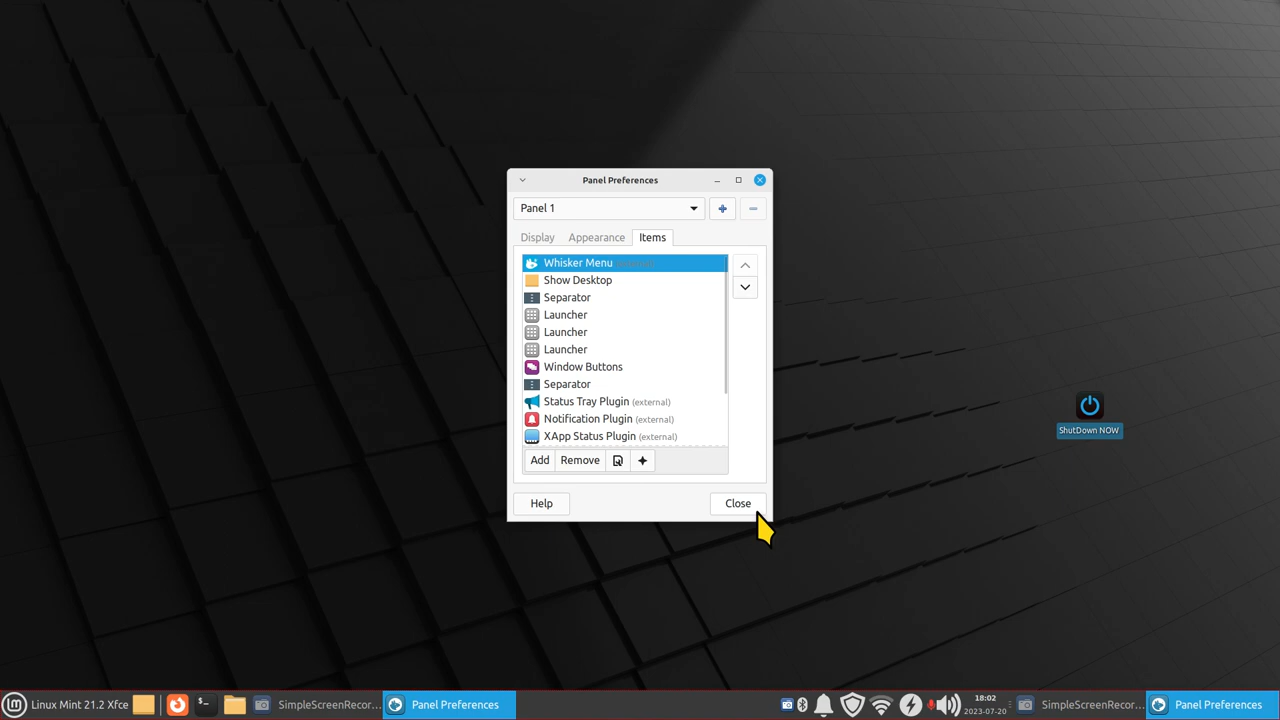 Panel Preferences
Panel 1
Display Appearance Items
Whisker Menu
Show Desktop
Separator
Launcher
Launcher
Launcher
Window Buttons
Separator
Status Tray Plugin (external)
Notification Plugin (external)
XApp Status Plugin (external)
Add Remove
Help Close
ShutDown NOW
Linux Mint 21.2 Xfce
SimpleScreenRecor...
Panel Preferences
18:02
2023-07-20
SimpleScreenRecor...
Panel Preferences